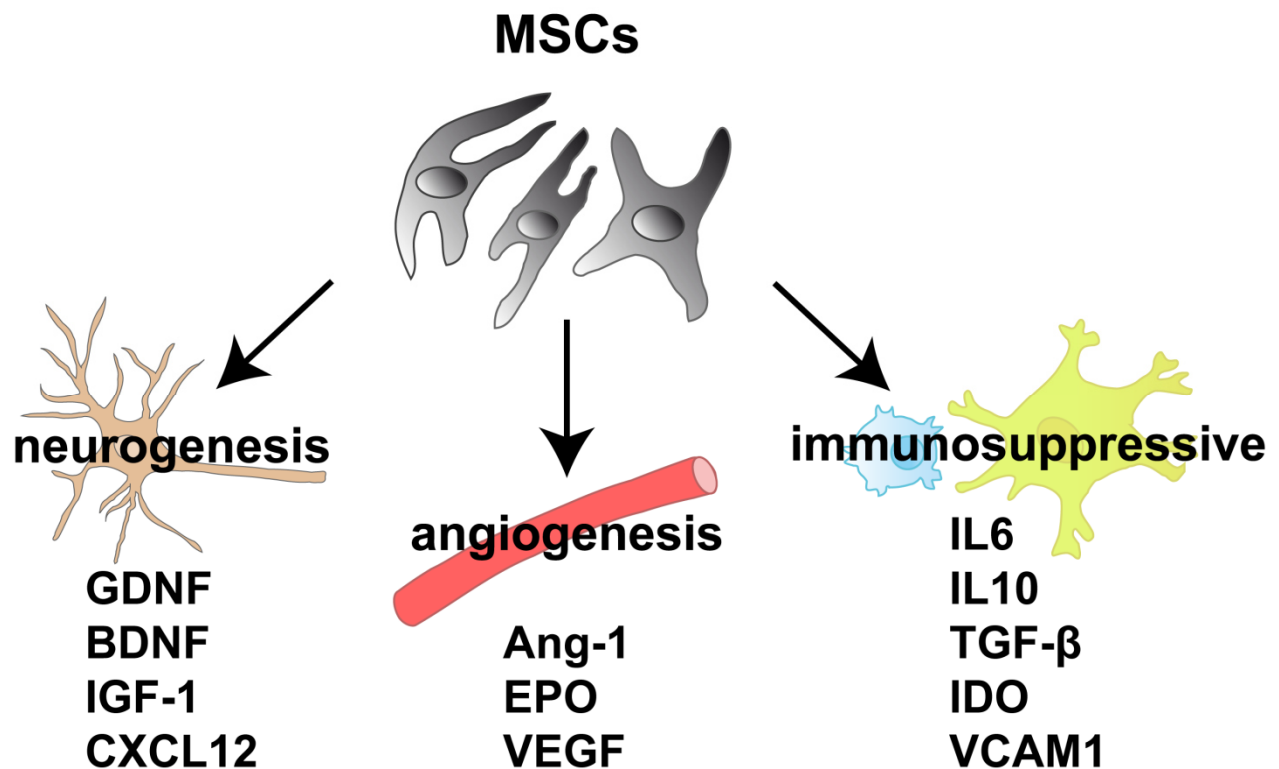 MSCs
neurogenesis
GDNF
BDNF
IGF-1
CXCL12
angiogenesis
Ang-1
EPO
VEGF
immunosuppressive
IL6
IL10
TGF-β
IDO
VCAM1